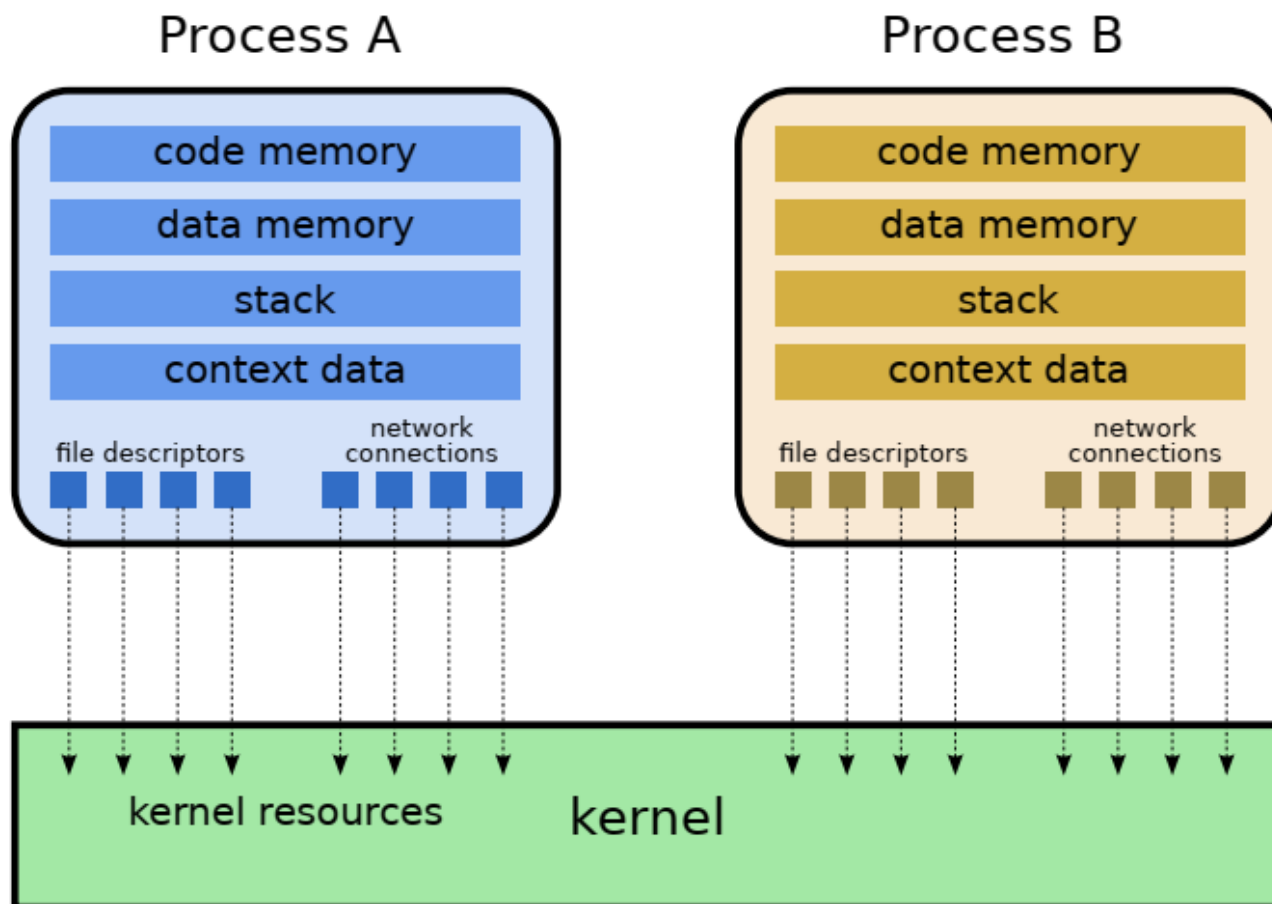 Process A
Process B
code memory
data memory
stack
context data
file descriptors
network
connections
code memory
data memory
stack
context data
file descriptors
network
connections
kernel resources
kernel